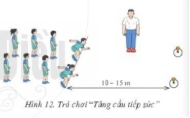 10 – 15 m
Hình 12. Trò chơi “Tâng cầu tiếp sức”